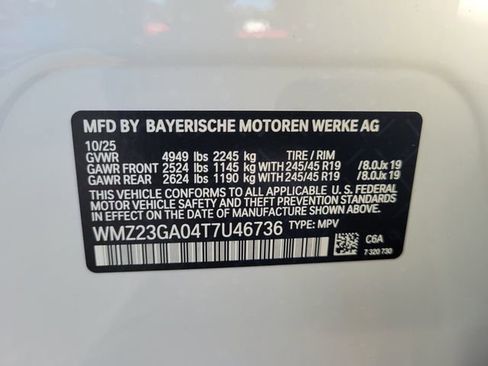 MFD BY BAYERISCHE MOTOREN WERKE AG
10/25
GVWR 4949 lbs 2245 kg TIRE / RIM
GAWR FRONT 2524 lbs 1145 kg WITH 245/45 R19 /8.0Jx 19
GAWR REAR 2624 lbs 1190 kg WITH 245/45 R19 /8.0Jx 19
THIS VEHICLE CONFORMS TO ALL APPLICABLE U.S. FEDERAL
MOTOR VEHICLE SAFETY STANDARDS
IN EFFECT ON THE DATE OF MANUFACTURE SHOWN ABOVE.
WMZ23GA04T7U46736 TYPE: MPV
C6A
7 320 730